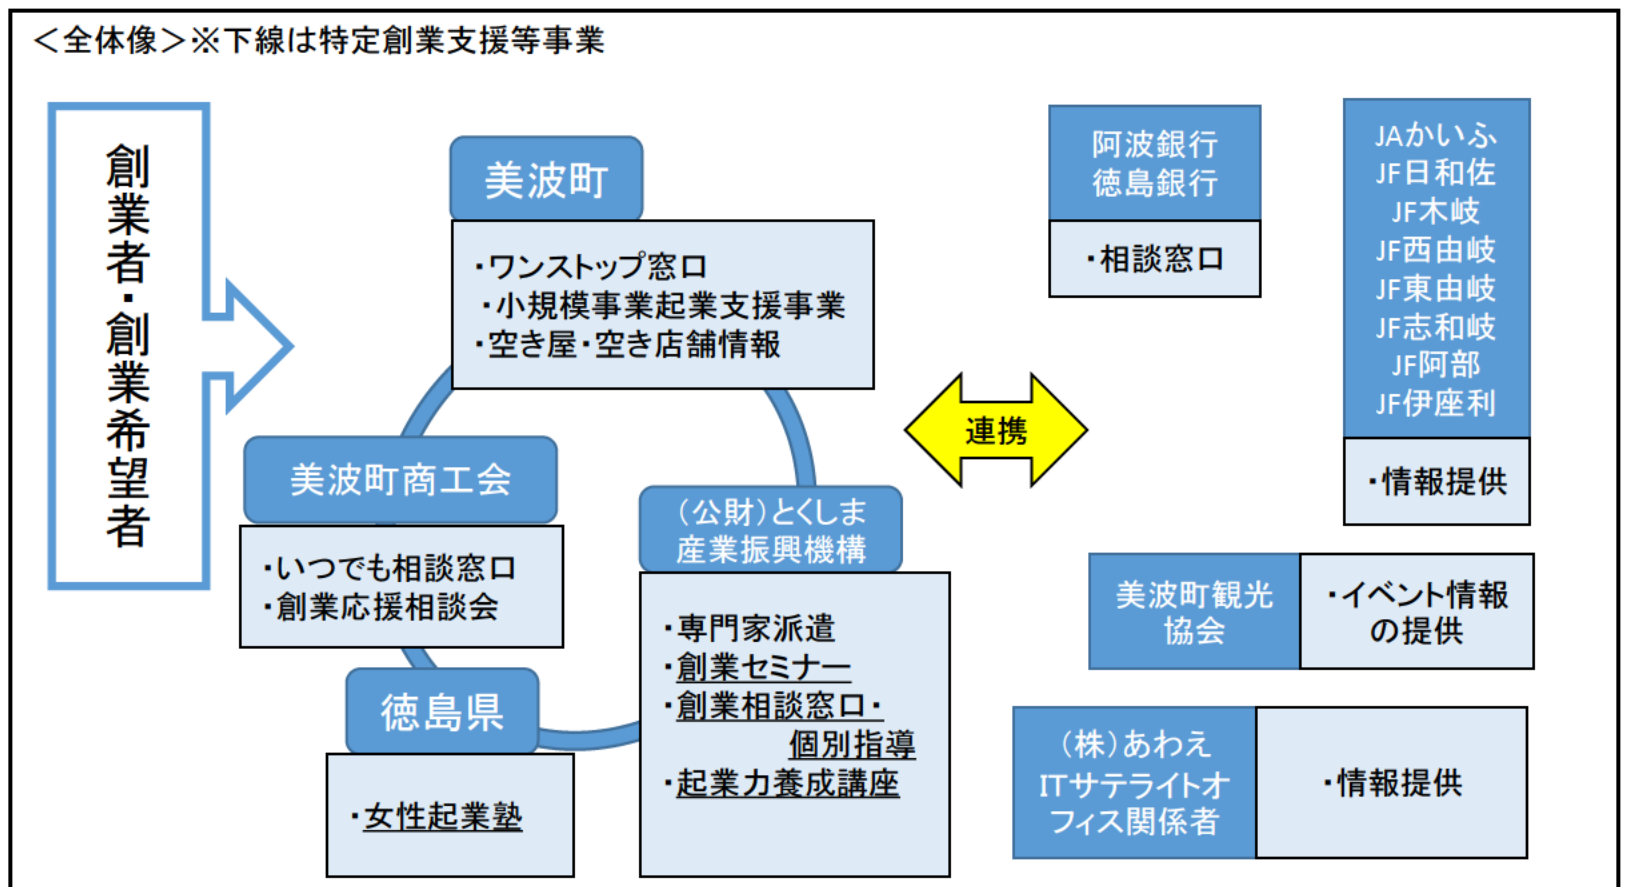 ＜全体像＞※下線は特定創業支援等事業
創業者・創業希望者
美波町
・ワンストップ窓口
・小規模事業起業支援事業
・空き屋・空き店舗情報
美波町商工会
・いつでも相談窓口
・創業応援相談会
徳島県
・女性起業塾
（公財）とくしま
産業振興機構
・専門家派遣
・創業セミナー
・創業相談窓口・
個別指導
・起業力養成講座
連携
阿波銀行
徳島銀行
・相談窓口
JAかいふ
JF日和佐
JF木岐
JF西由岐
JF東由岐
JF志和岐
JF阿部
JF伊座利
・情報提供
美波町観光
協会
・イベント情報
の提供
（株）あわえ
ITサテライトオ
フィス関係者
・情報提供